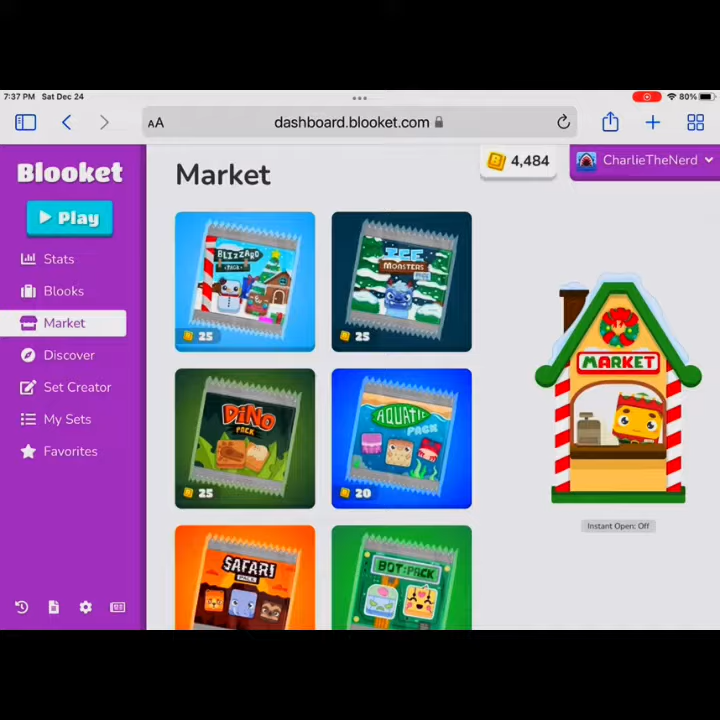 7:37 PM Sat Dec 24
80%
AA
dashboard.blooket.com
Blooket
Market
4,484
CharlieTheNerd
Play
Stats
Blooks
Market
Discover
Set Creator
My Sets
Favorites
BLIZZARD
PACK
25
ICE
MONSTERS
25
DINO
PACK
25
AQUATIC
PACK
20
SAFARI
PACK
BOT PACK
MARKET
Instant Open: Off